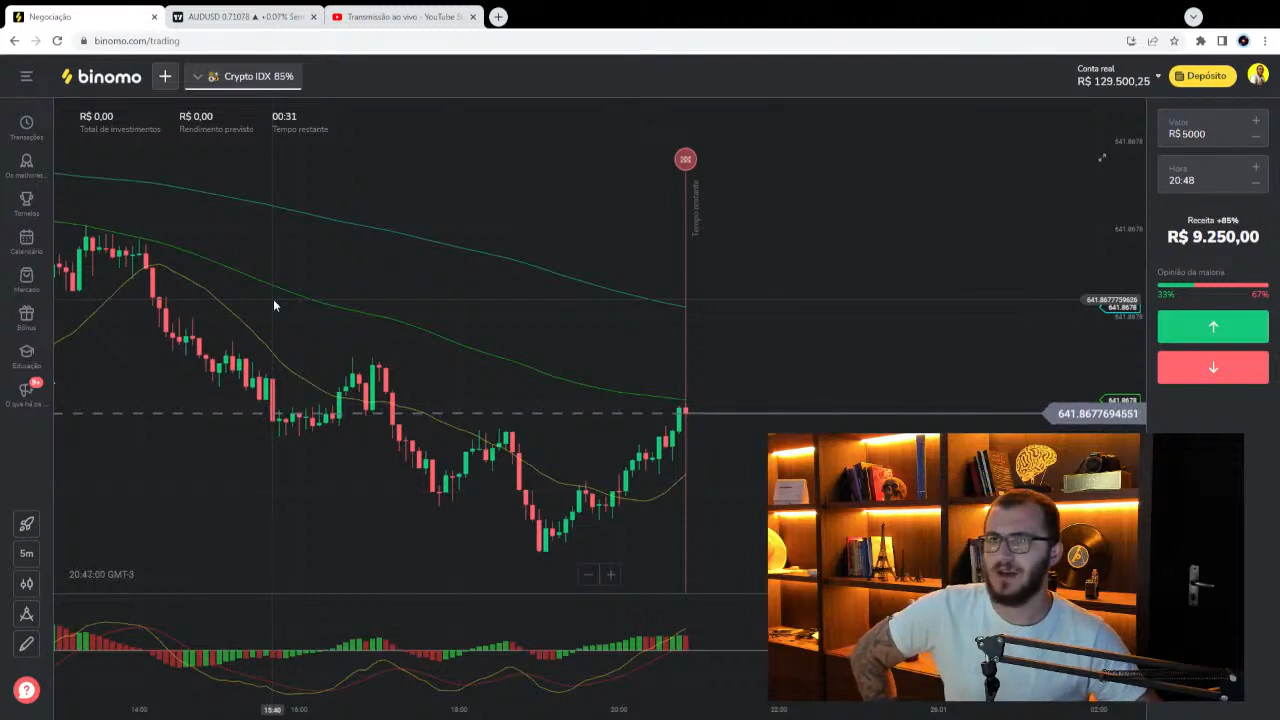 Negociação
AUDUSD 0.71078 ▲ +0.07% Sem
Transmissão ao vivo - YouTube St
binomo.com/trading
binomo
Crypto IDX 85%
Conta real
R$ 129.500,25
Depósito
R$ 0,00
Total de investimentos
R$ 0,00
Rendimento previsto
00:31
Tempo restante
Transações
Os melhores...
Torneios
Calendário
Mercado
Bônus
Educação
9+
O que há de ...
5m
Tempo restante
641.8678
641.8678
641.8677759626
641.8678
641.8678
641.8678
641.8677694551
Valor
R$ 5000
Hora
20:48
Receita +85%
R$ 9.250,00
Opinião da maioria
33%
67%
20:47:00 GMT-3
14:00
15:40
16:00
18:00
20:00
22:00
26.01
02:00